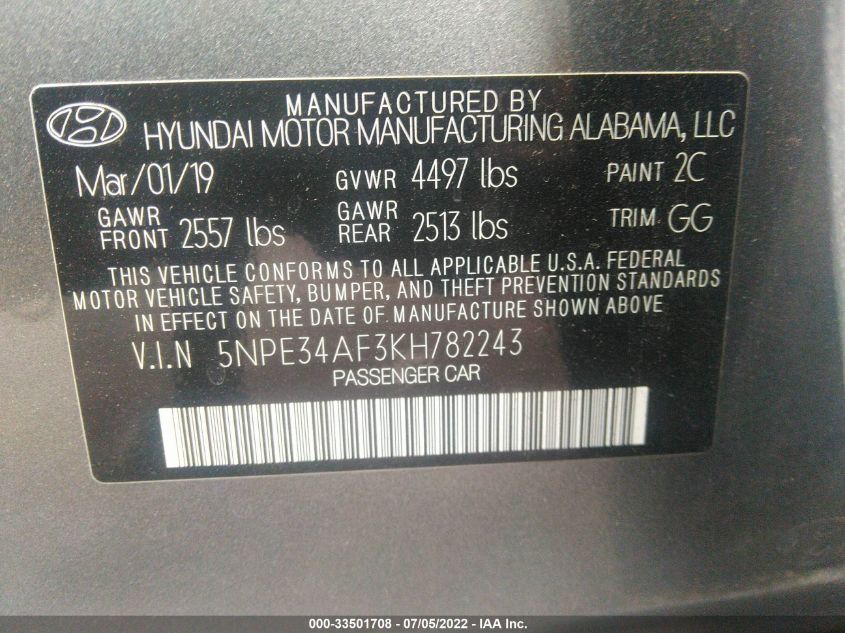 MANUFACTURED BY
HYUNDAI MOTOR MANUFACTURING ALABAMA, LLC
Mar/01/19 GVWR 4497 lbs PAINT 2C
GAWR FRONT 2557 lbs GAWR REAR 2513 lbs TRIM GG
THIS VEHICLE CONFORMS TO ALL APPLICABLE U.S.A. FEDERAL
MOTOR VEHICLE SAFETY, BUMPER, AND THEFT PREVENTION STANDARDS
IN EFFECT ON THE DATE OF MANUFACTURE SHOWN ABOVE
V.I.N 5NPE34AF3KH782243
PASSENGER CAR
000-33501708 - 07/05/2022 - IAA Inc.